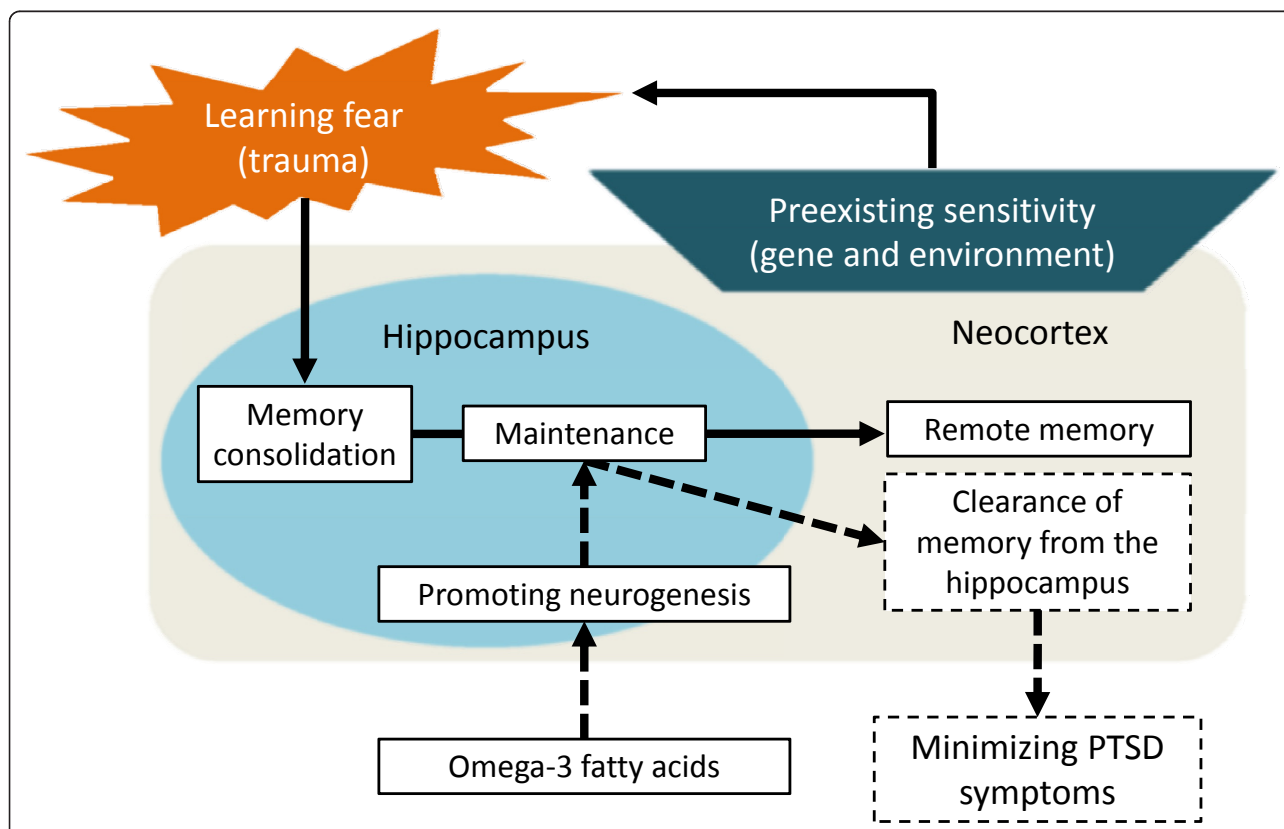 Learning fear
(trauma)
Preexisting sensitivity
(gene and environment)
Hippocampus
Neocortex
Memory
consolidation
Maintenance
Remote memory
Clearance of
memory from the
hippocampus
Promoting neurogenesis
Omega-3 fatty acids
Minimizing PTSD
symptoms